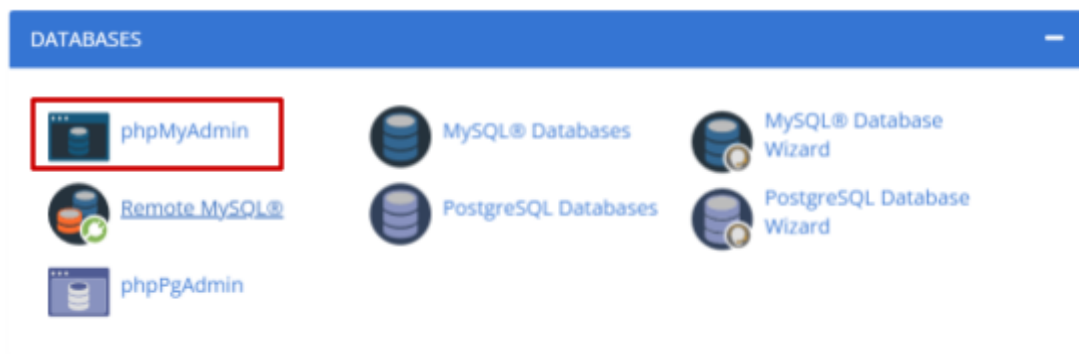 DATABASES
phpMyAdmin
MySQL® Databases
MySQL® Database
Wizard
Remote MySQL®
PostgreSQL Databases
PostgreSQL Database
Wizard
phpPgAdmin